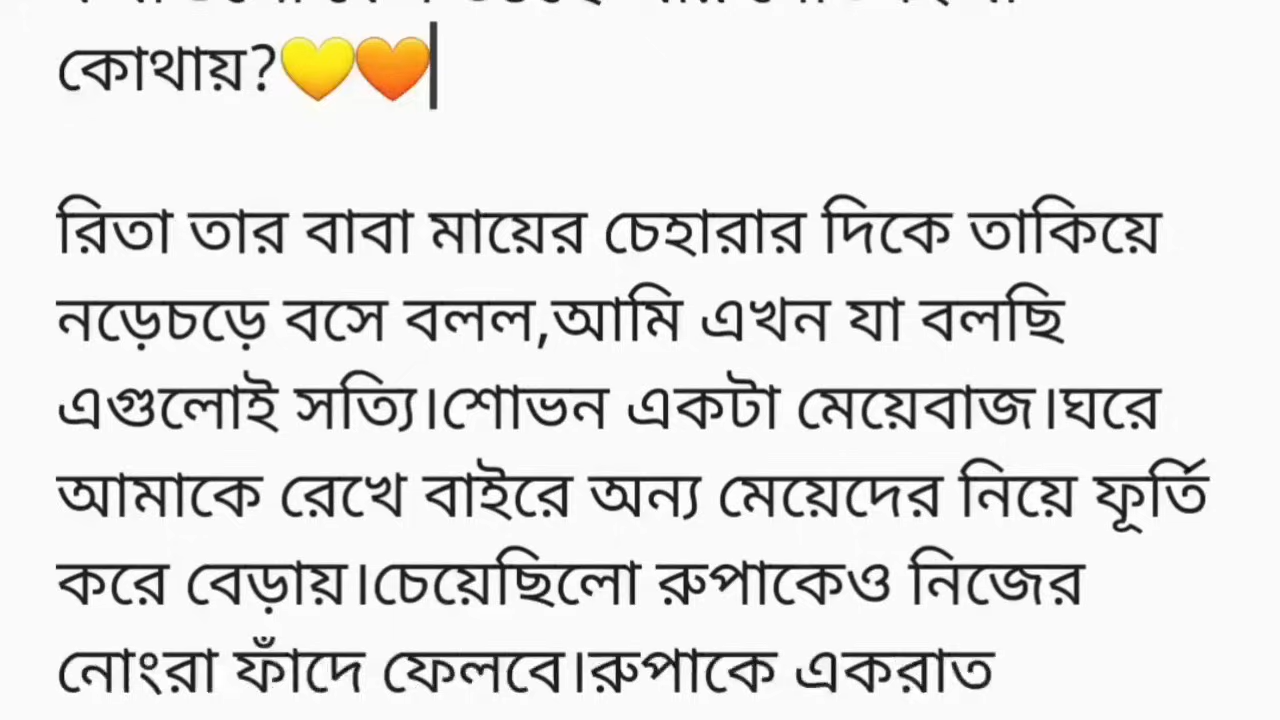 কোথায়?💛🧡
রিতা তার বাবা মায়ের চেহারার দিকে তাকিয়ে
নড়েচড়ে বসে বলল,আমি এখন যা বলছি
এগুলোই সত্যি।শোভন একটা মেয়েবাজ।ঘরে
আমাকে রেখে বাইরে অন্য মেয়েদের নিয়ে ফূর্তি
করে বেড়ায়।চেয়েছিলো রুপাকেও নিজের
নোংরা ফাঁদে ফেলবে।রুপাকে একরাত